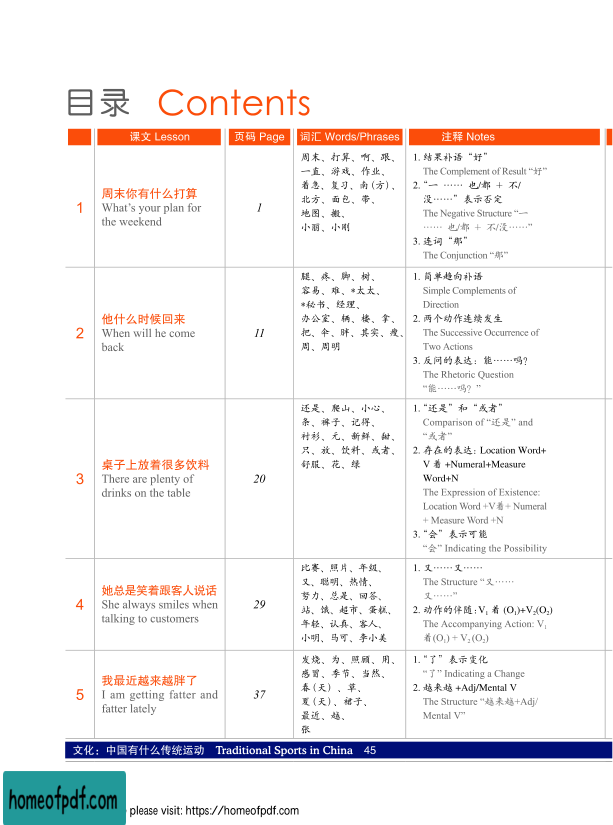 目录 Contents
课文 Lesson 页码 Page 词汇 Words/Phrases 注释 Notes
1
周末你有什么打算
What's your plan for
the weekend
1
周末、打算、啊、跟、
一直、游戏、作业、
着急、复习、南(方)、
北方、面包、带、
地图、搬、
小丽、小刚
1. 结果补语“好”
The Complement of Result “好”
2. “一 …… 也/都 + 不/
没……”表示否定
The Negative Structure “一
…… 也/都 + 不/没……”
3. 连词“那”
The Conjunction “那”
2
他什么时候回来
When will he come
back
11
腿、疼、脚、树、
容易、难、*太太、
*秘书、经理、
办公室、辆、楼、拿、
把、伞、胖、其实、瘦、
周、周明
1. 简单趋向补语
Simple Complements of
Direction
2. 两个动作连续发生
The Successive Occurrence of
Two Actions
3. 反问的表达：能……吗？
The Rhetoric Question
“能……吗？”
3
桌子上放着很多饮料
There are plenty of
drinks on the table
20
还是、爬山、小心、
条、裤子、记得、
衬衫、元、新鲜、甜、
只、放、饮料、或者、
舒服、花、绿
1. “还是”和“或者”
Comparison of “还是” and
“或者”
2. 存在的表达：Location Word+
V 着 +Numeral+Measure
Word+N
The Expression of Existence:
Location Word +V着+ Numeral
+ Measure Word +N
3. “会”表示可能
“会” Indicating the Possibility
4
她总是笑着跟客人说话
She always smiles when
talking to customers
29
比赛、照片、年级、
又、聪明、热情、
努力、总是、回答、
站、饿、超市、蛋糕、
年轻、认真、客人、
小明、马可、李小美
1. 又……又……
The Structure “又……
又……”
2. 动作的伴随：V₁ 着 (O₁)+V₂(O₂)
The Accompanying Action: V₁
着(O₁) + V₂ (O₂)
5
我最近越来越胖了
I am getting fatter and
fatter lately
37
发烧、为、照顾、用、
感冒、季节、当然、
春(天)、草、
夏(天)、裙子、
最近、越、
张
1. “了”表示变化
“了” Indicating a Change
2. 越来越 +Adj/Mental V
The Structure “越来越+Adj/
Mental V”
文化：中国有什么传统运动 Traditional Sports in China 45
homeofpdf.com
please visit: https://homeofpdf.com